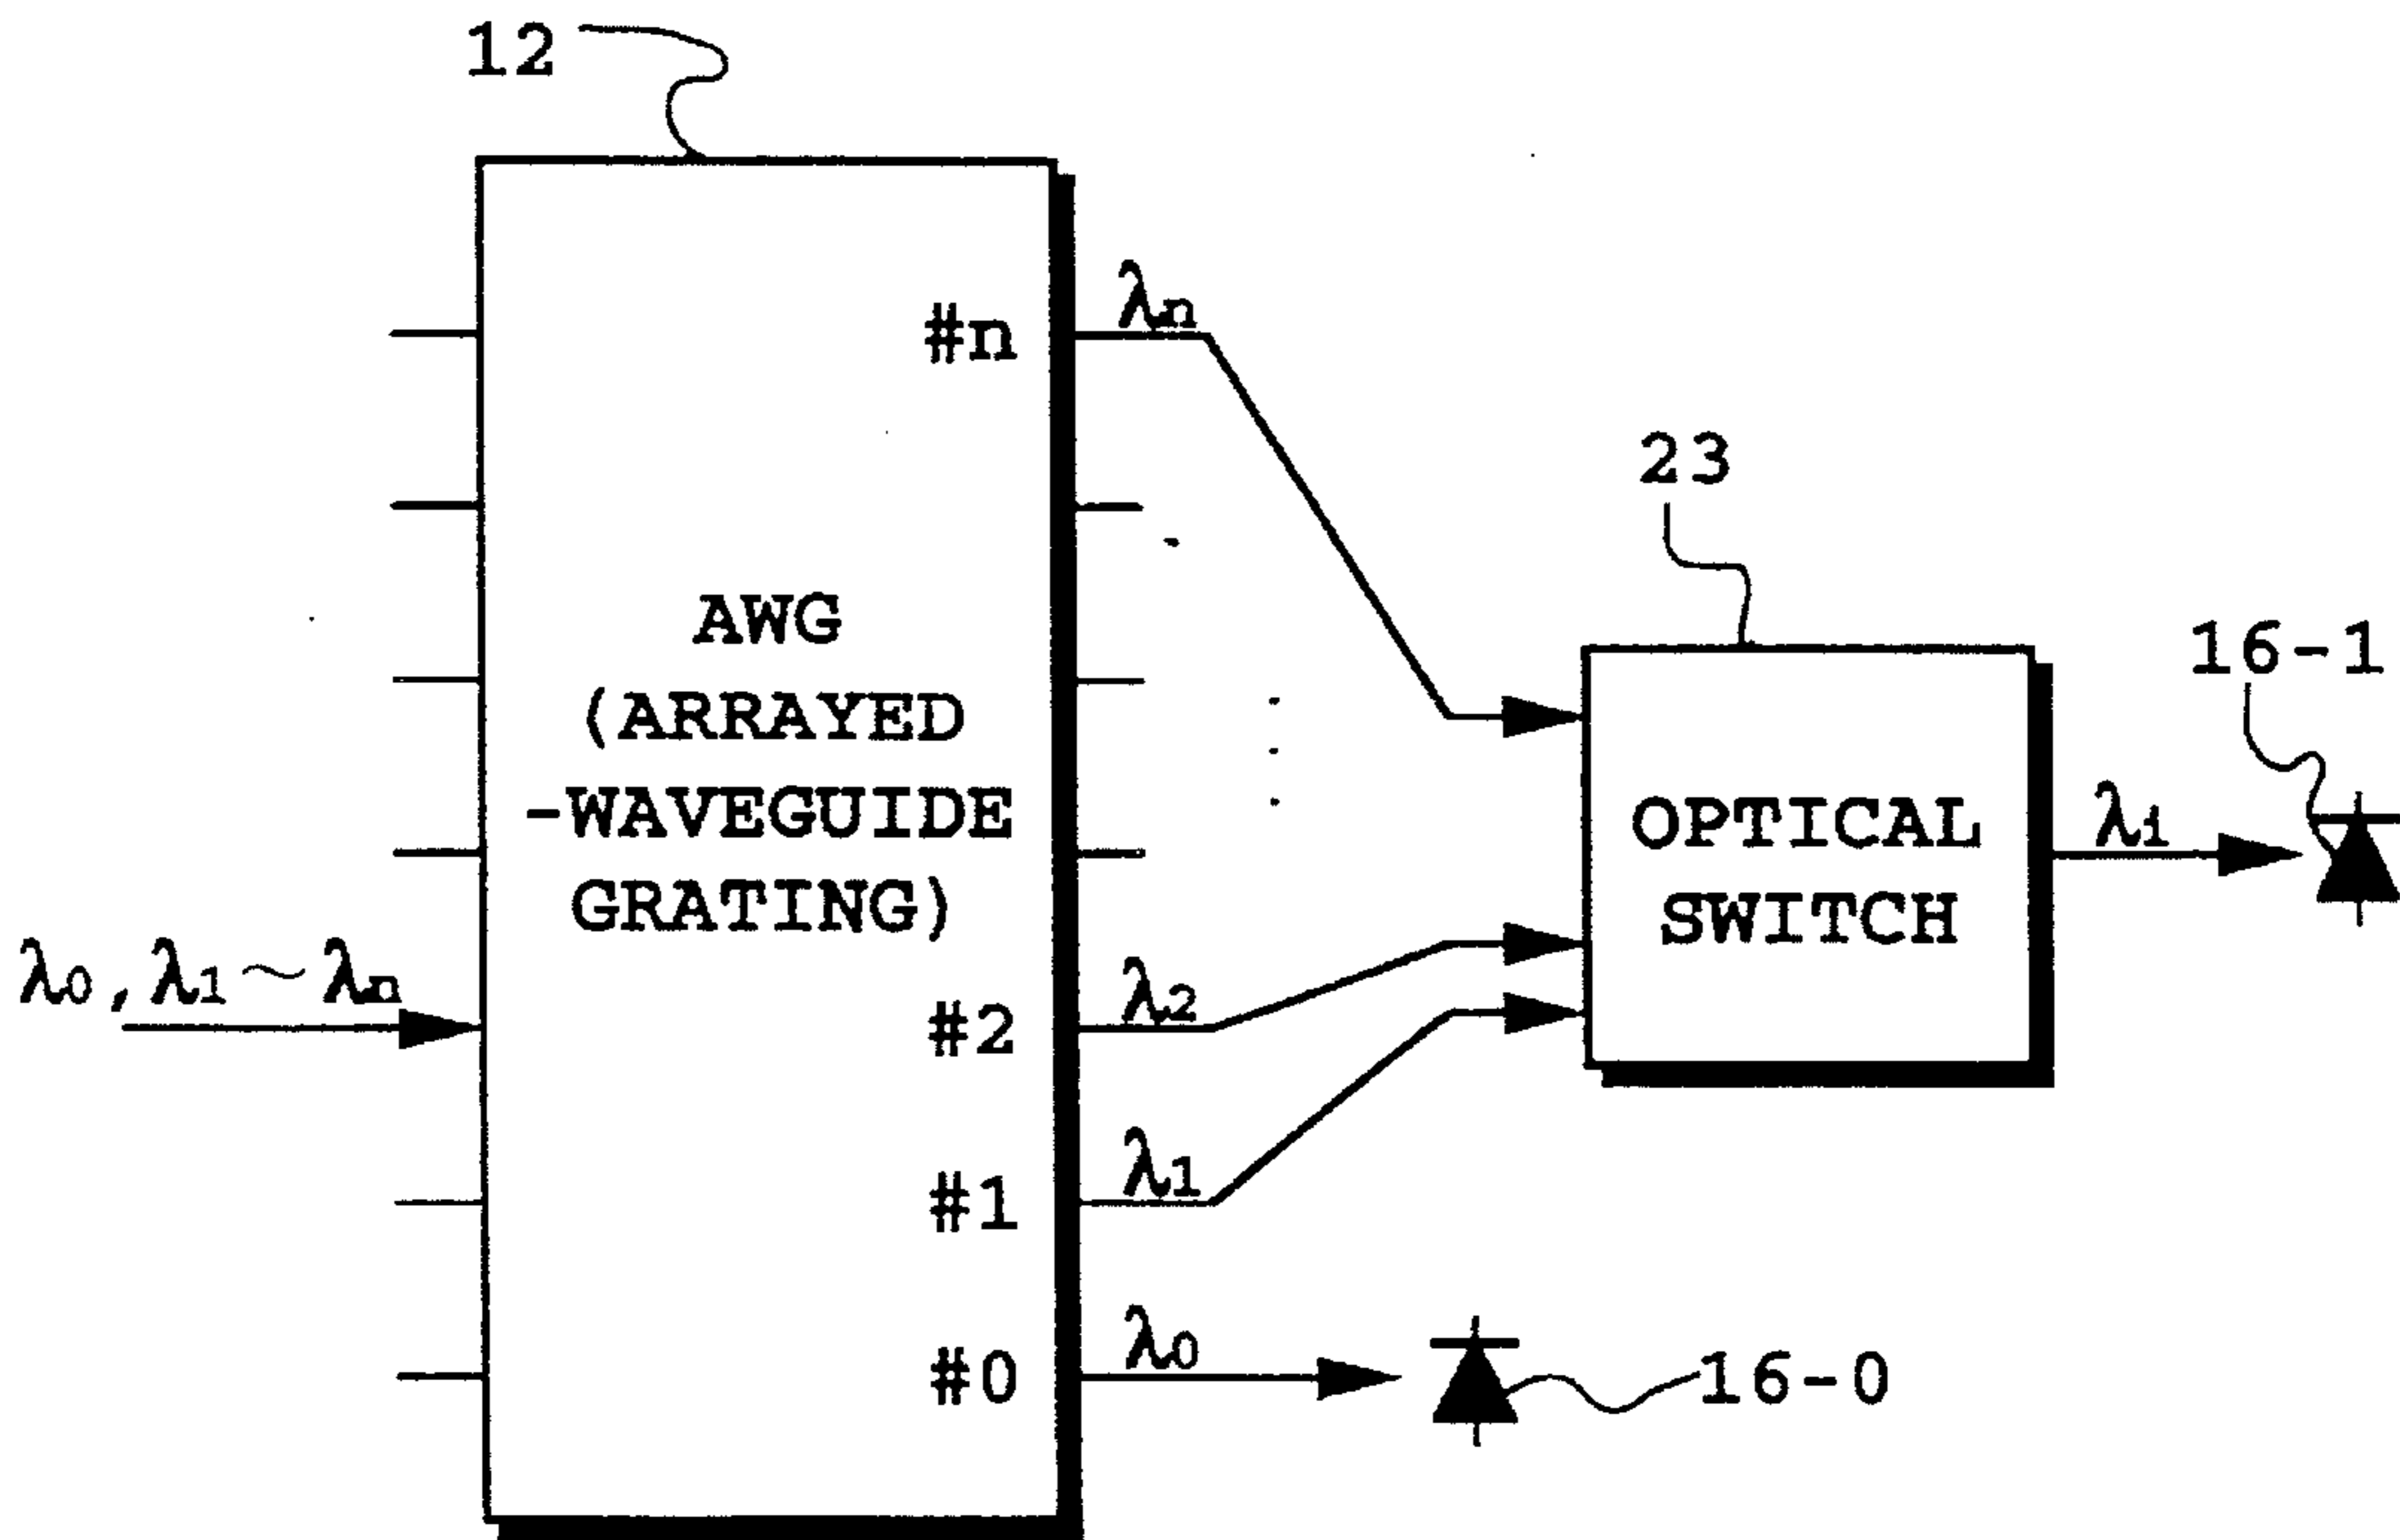 12
#n
λn
23
16-1
AWG
(ARRAYED
-WAVEGUIDE
GRATING)
OPTICAL
SWITCH
λi
λ0,λ1~λn
#2
λ2
#1
λ1
#0
λ0
16-0